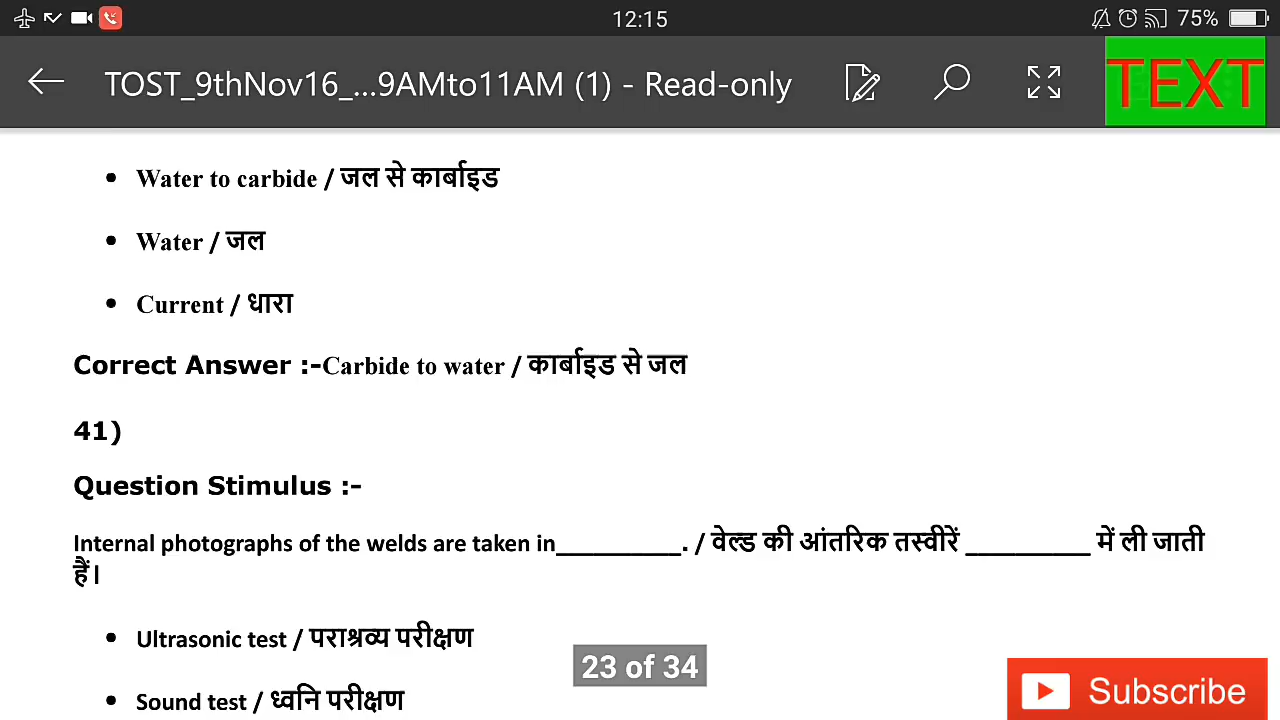 12:15
75%
TOST_9thNov16_...9AMto11AM (1) - Read-only
TEXT
• Water to carbide / जल से कार्बाइड
• Water / जल
• Current / धारा
Correct Answer :-Carbide to water / कार्बाइड से जल
41)
Question Stimulus :-
Internal photographs of the welds are taken in__________. / वेल्ड की आंतरिक तस्वीरें __________ में ली जाती
हैं।
• Ultrasonic test / पराश्रव्य परीक्षण
23 of 34
• Sound test / ध्वनि परीक्षण
Subscribe